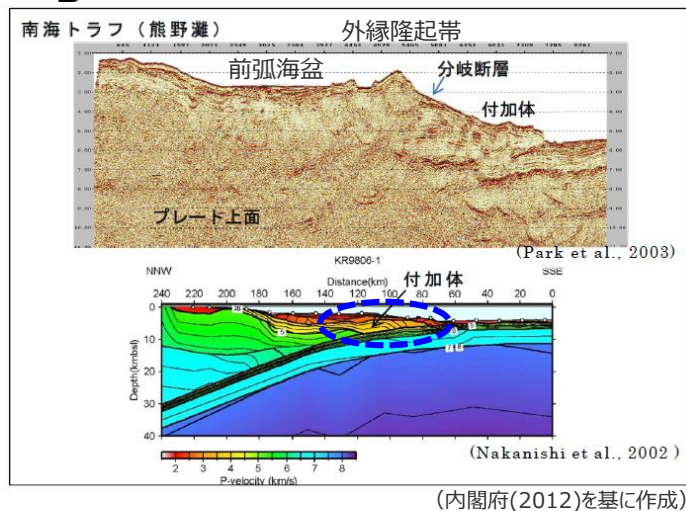 南海トラフ（熊野灘）
外縁隆起帯
前弧海盆
分岐断層
付加体
プレート上面
(Park et al., 2003)
KR9806-1
NNW
Distance(km)
SSE
付加体
240 220 200 180 160 140 120 100 80 60 40 20 0
Depth(kmbsl)
0
10
20
30
40
2 3 4 5 6 7 8
P-velocity (km/s)
(Nakanishi et al., 2002 )
(内閣府(2012)を基に作成)